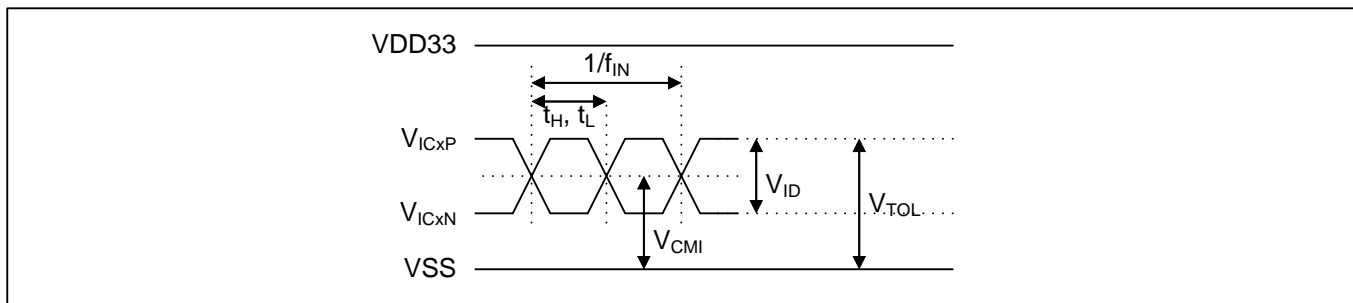 VDD33
1/fIN
tH, tL
VICxP
VID
VTOL
VICxN
VCMI
VSS